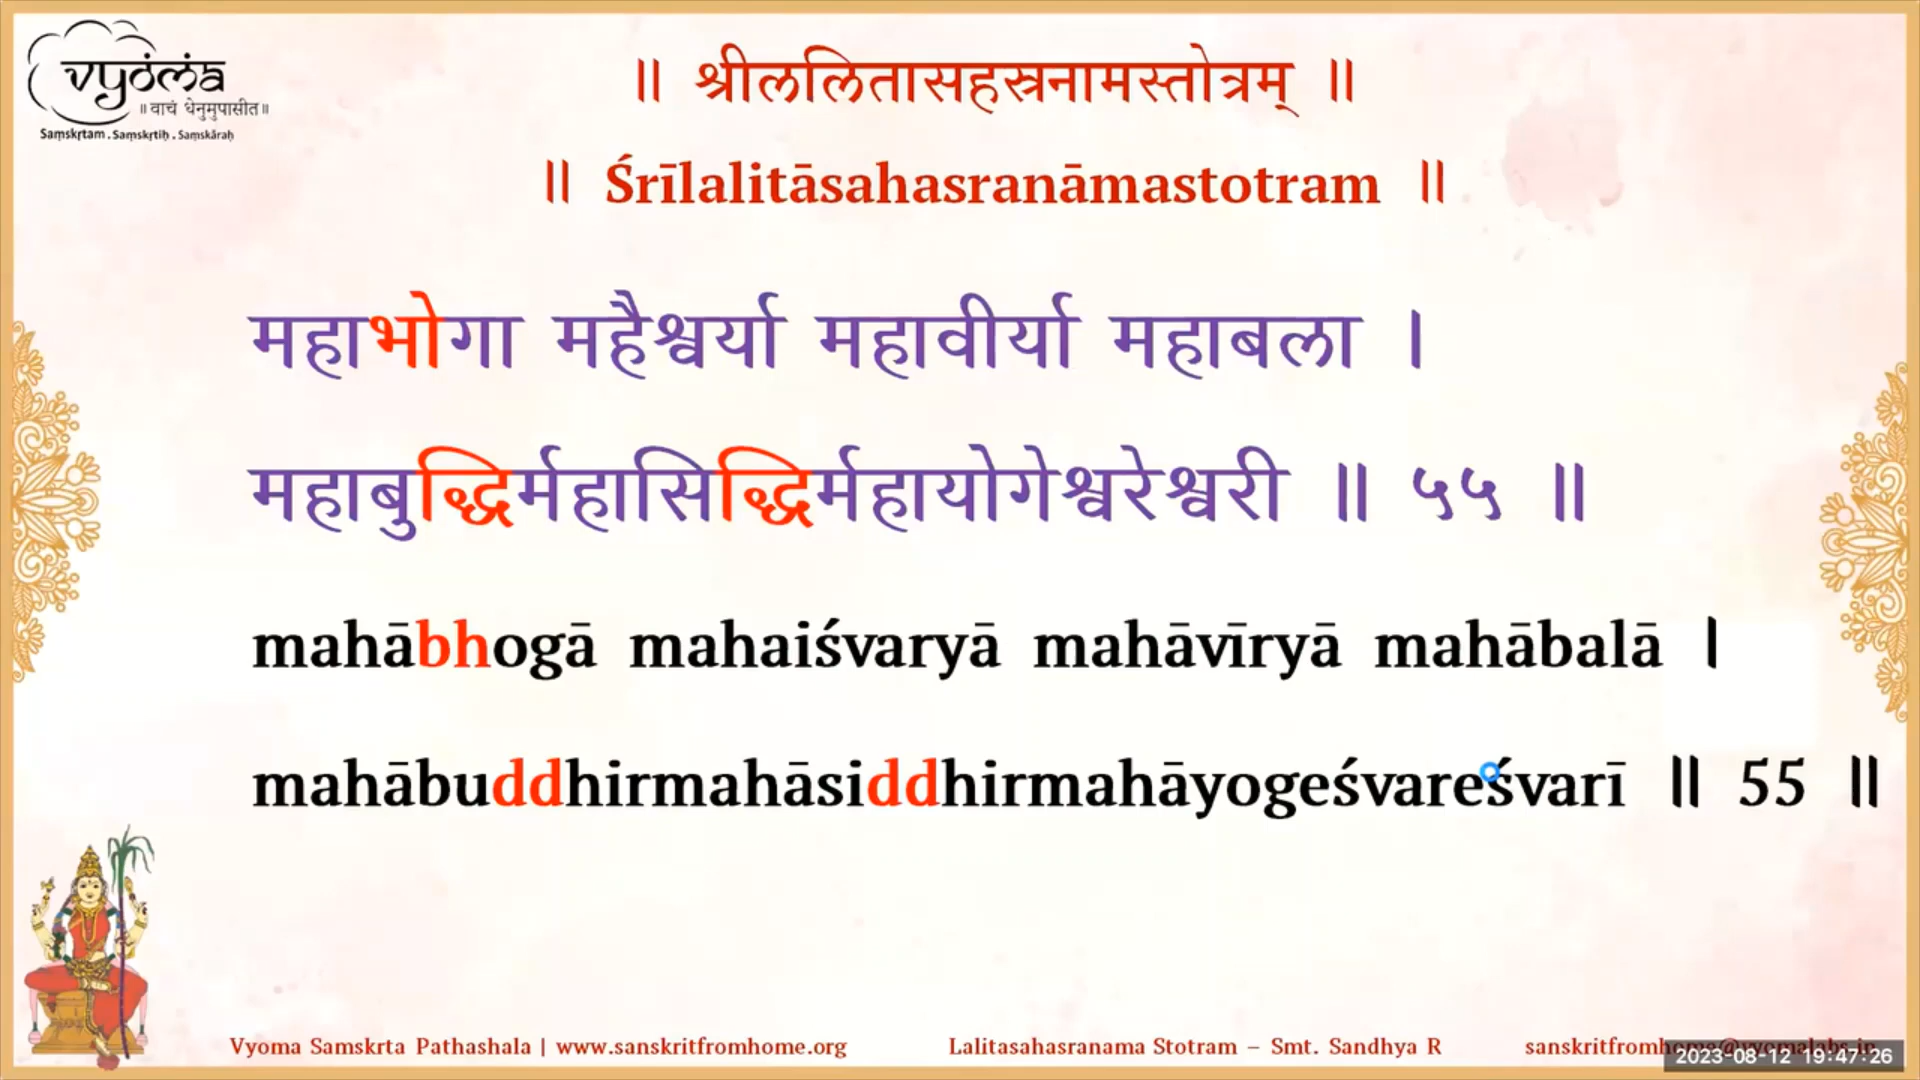 vyoma
॥ वाचं धेनुमुपासीत॥
Saṃskṛtam . Saṃskṛtiḥ . Saṃskāraḥ
॥ श्रीललितासहस्रनामस्तोत्रम् ॥
॥ Śrīlalitāsahasranāmastotram ॥
महाभोगा महैश्वर्या महावीर्या महाबला ।
महाबुद्धिर्महासिद्धिर्महायोगेश्वरेश्वरी ॥ ५५ ॥
mahābhogā mahaiśvaryā mahāvīryā mahābalā ।
mahābuddhirmahāsiddhirmahāyogeśvareśvarī ॥ 55 ॥
Vyoma Samskrta Pathashala | www.sanskritfromhome.org
Lalitasahasranama Stotram – Smt. Sandhya R
2023-08-12 19:47:26